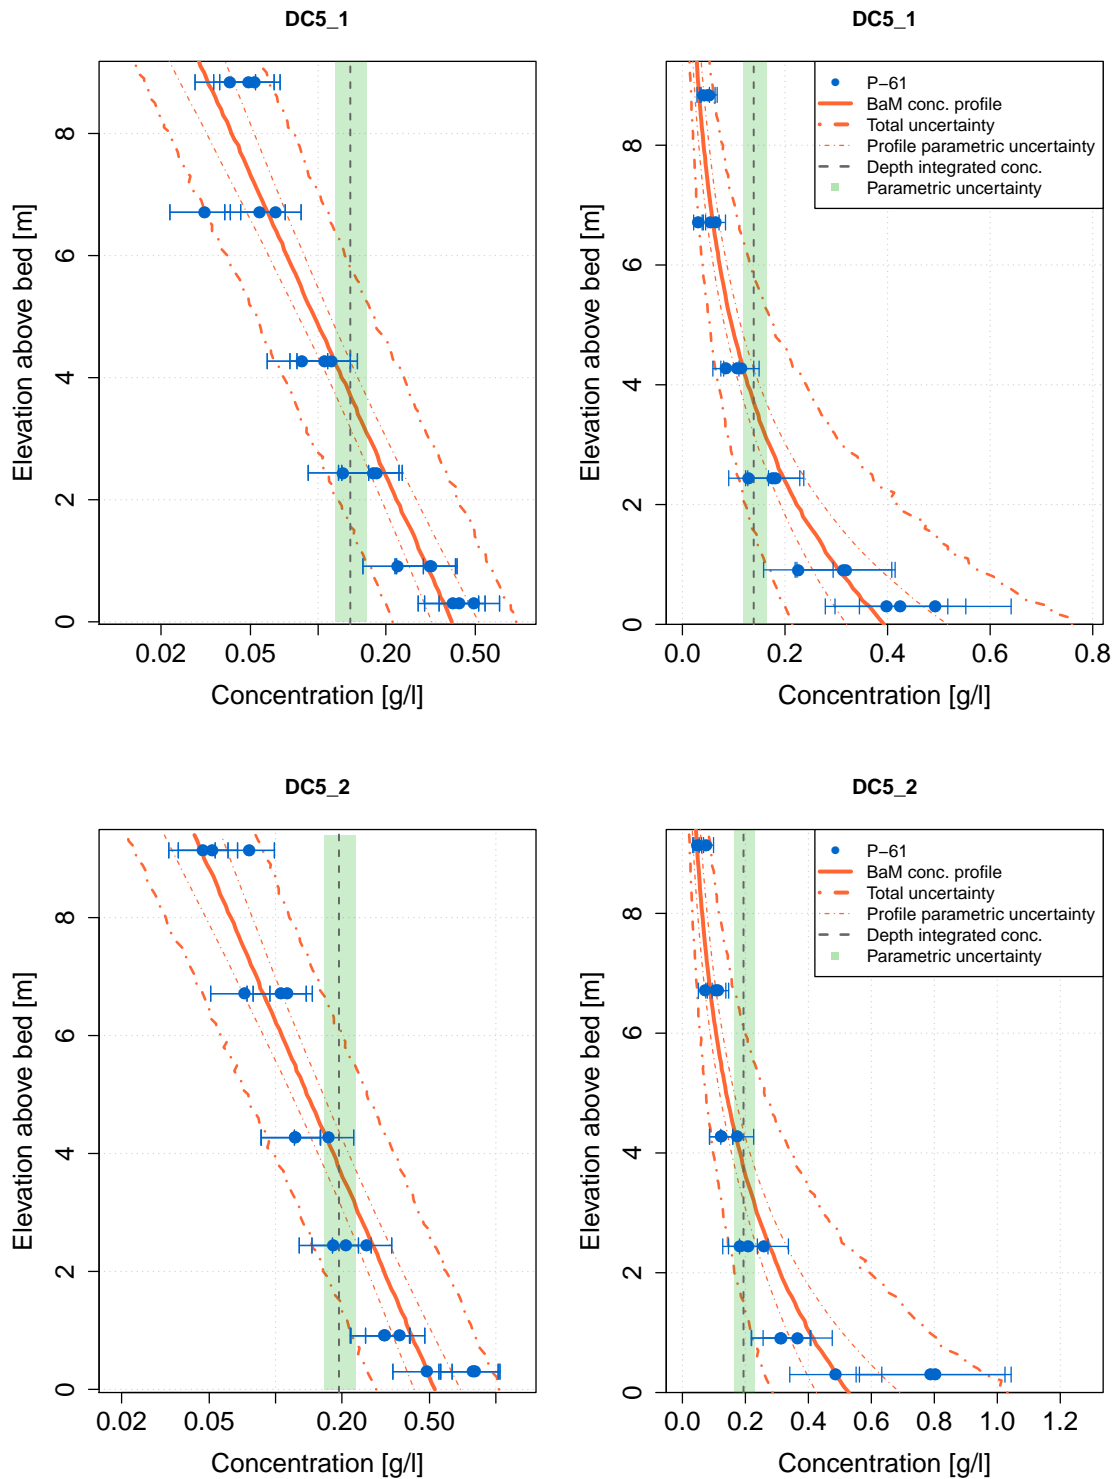 DC5_1
DC5_1
Elevation above bed [m]
0 2 4 6 8
0.02 0.05 0.20 0.50
Concentration [g/l]
Elevation above bed [m]
0 2 4 6 8
0.0 0.2 0.4 0.6 0.8
Concentration [g/l]
P−61
BaM conc. profile
Total uncertainty
Profile parametric uncertainty
Depth integrated conc.
Parametric uncertainty
DC5_2
DC5_2
Elevation above bed [m]
0 2 4 6 8
0.02 0.05 0.20 0.50
Concentration [g/l]
Elevation above bed [m]
0 2 4 6 8
0.0 0.2 0.4 0.6 0.8 1.0 1.2
Concentration [g/l]
P−61
BaM conc. profile
Total uncertainty
Profile parametric uncertainty
Depth integrated conc.
Parametric uncertainty